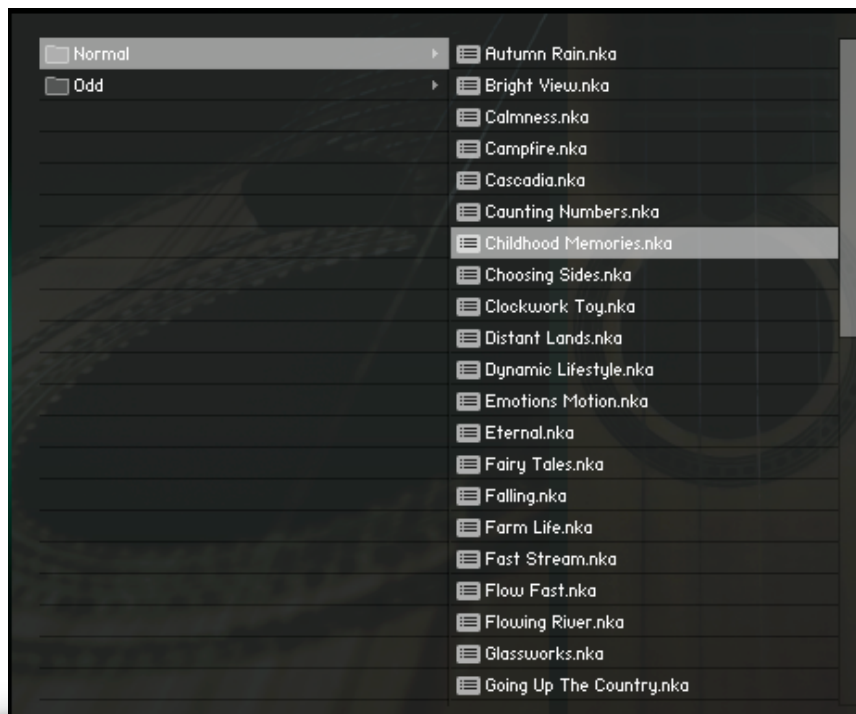 Normal
Odd
Autumn Rain.nka
Bright View.nka
Calmness.nka
Campfire.nka
Cascadia.nka
Caunting Numbers.nka
Childhood Memories.nka
Choosing Sides.nka
Clockwork Toy.nka
Distant Lands.nka
Dynamic Lifestyle.nka
Emotions Motion.nka
Eternal.nka
Fairy Tales.nka
Falling.nka
Farm Life.nka
Fast Stream.nka
Flow Fast.nka
Flowing River.nka
Glassworks.nka
Going Up The Country.nka